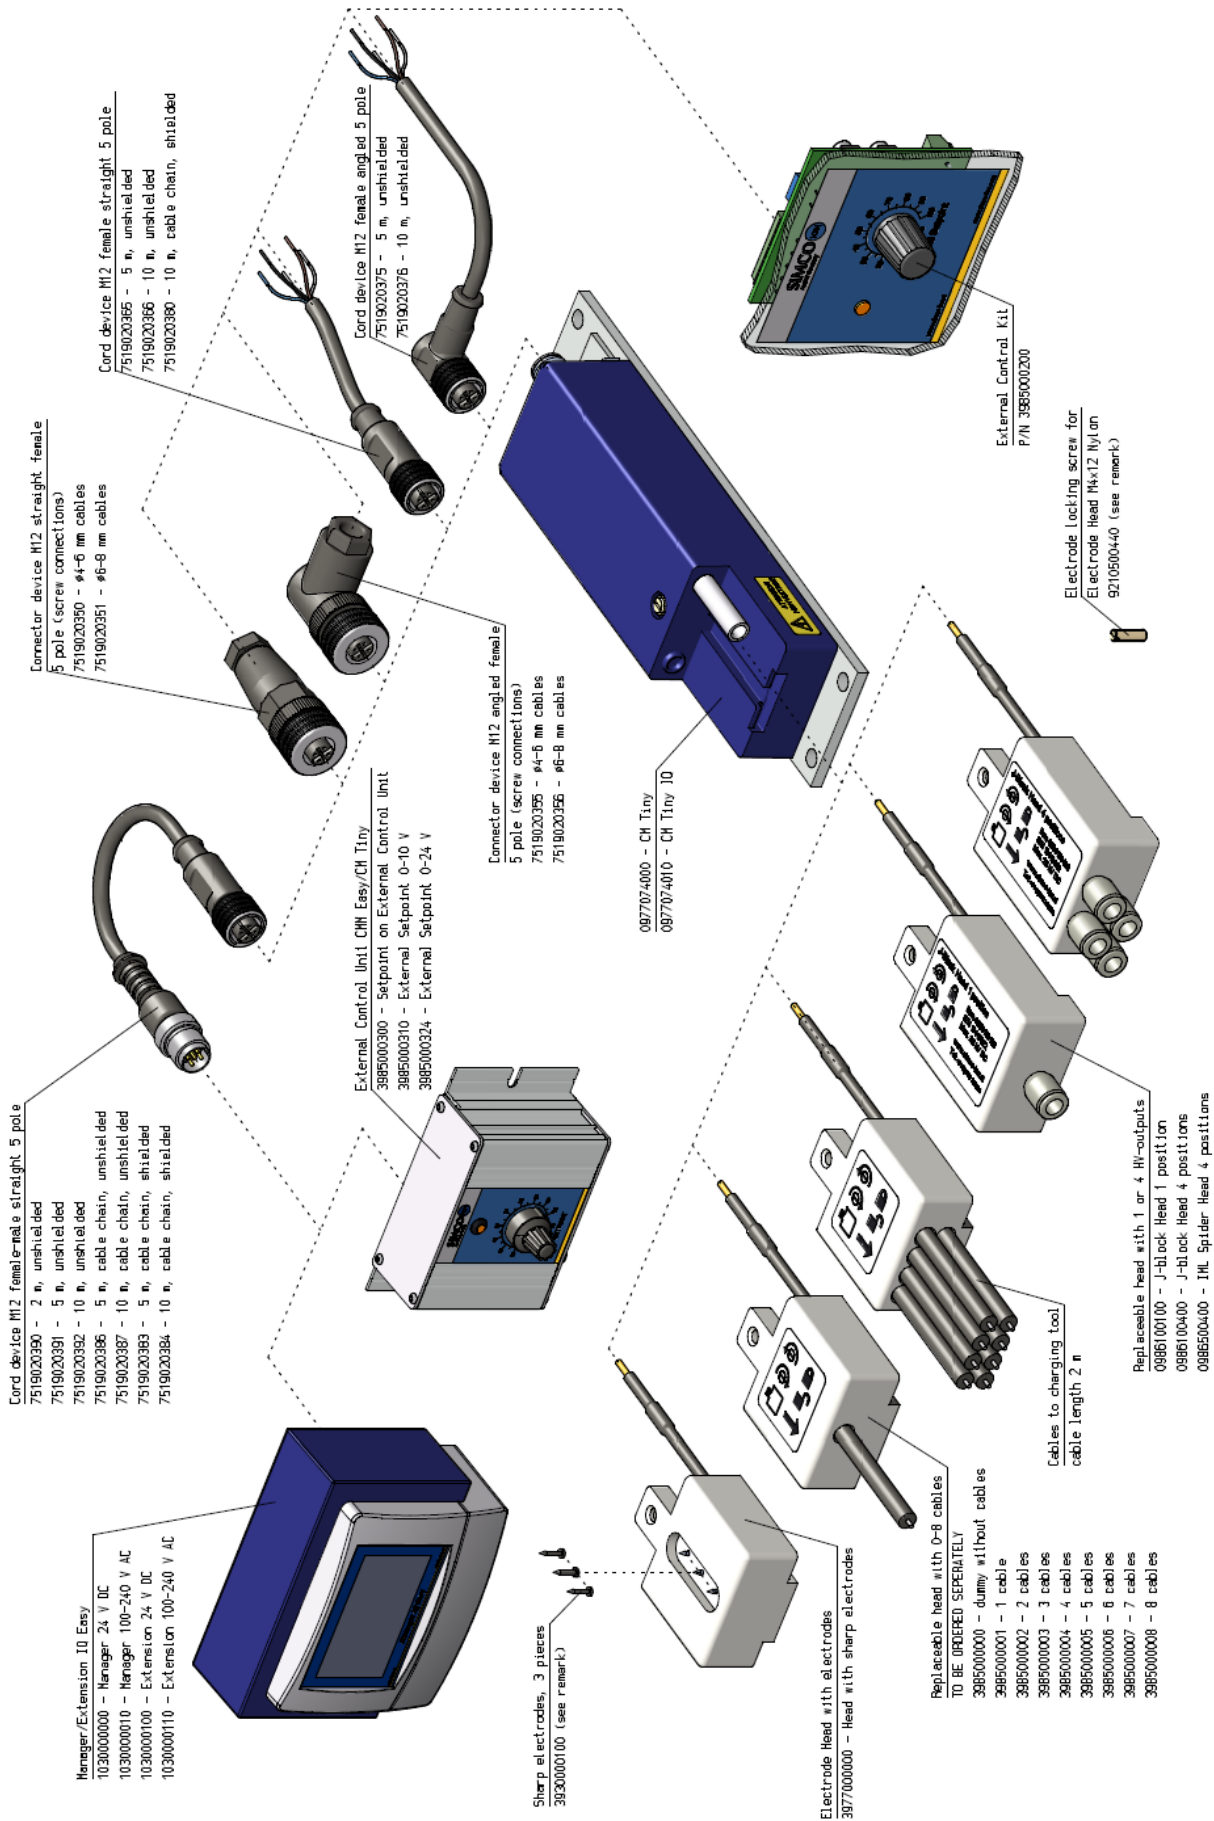 Manager/Extension IQ Easy
1030000000 - Manager 24 V DC
1030000010 - Manager 100-240 V AC
1030000100 - Extension 24 V DC
1030000110 - Extension 100-240 V AC
Cord device M12 female-male straight 5 pole
7519020390 - 2 m, unshielded
7519020391 - 5 m, unshielded
7519020392 - 10 m, unshielded
7519020386 - 5 m, cable chain, unshielded
7519020387 - 10 m, cable chain, unshielded
7519020383 - 5 m, cable chain, shielded
7519020384 - 10 m, cable chain, shielded
Connector device M12 straight female
5 pole (screw connections)
7519020350 - ø4-6 mm cables
7519020351 - ø6-8 mm cables
Cord device M12 female straight 5 pole
7519020365 - 5 m, unshielded
7519020366 - 10 m, unshielded
7519020380 - 10 m, cable chain, shielded
Cord device M12 female angled 5 pole
7519020375 - 5 m, unshielded
7519020376 - 10 m, unshielded
External Control Unit CMM Easy/CM Tiny
3985000300 - Setpoint on External Control Unit
3985000310 - External Setpoint 0-10 V
3985000324 - External Setpoint 0-24 V
Connector device M12 angled female
5 pole (screw connections)
7519020355 - ø4-6 mm cables
7519020356 - ø6-8 mm cables
Sharp electrodes, 3 pieces
3930000100 (see remark)
0977074000 - CM Tiny
0977074010 - CM Tiny IQ
SIMCO
External Control Kit
P/N 3985000200
Electrode Head with electrodes
3977000000 - Head with sharp electrodes
Replaceable head with 0-8 cables
TO BE ORDERED SEPERATELY
3985000000 - dummy without cables
3985000001 - 1 cable
3985000002 - 2 cables
3985000003 - 3 cables
3985000004 - 4 cables
3985000005 - 5 cables
3985000006 - 6 cables
3985000007 - 7 cables
3985000008 - 8 cables
Cables to charging tool
cable length 2 m
Electrode locking screw for
Electrode Head M4x12 Nylon
9210500440 (see remark)
J-Block Head 1 position
J-Block Head 4 positions
Replaceable head with 1 or 4 HV-outputs
0986100100 - J-block Head 1 position
0986100400 - J-block Head 4 positions
0986500400 - IML Spider Head 4 positions